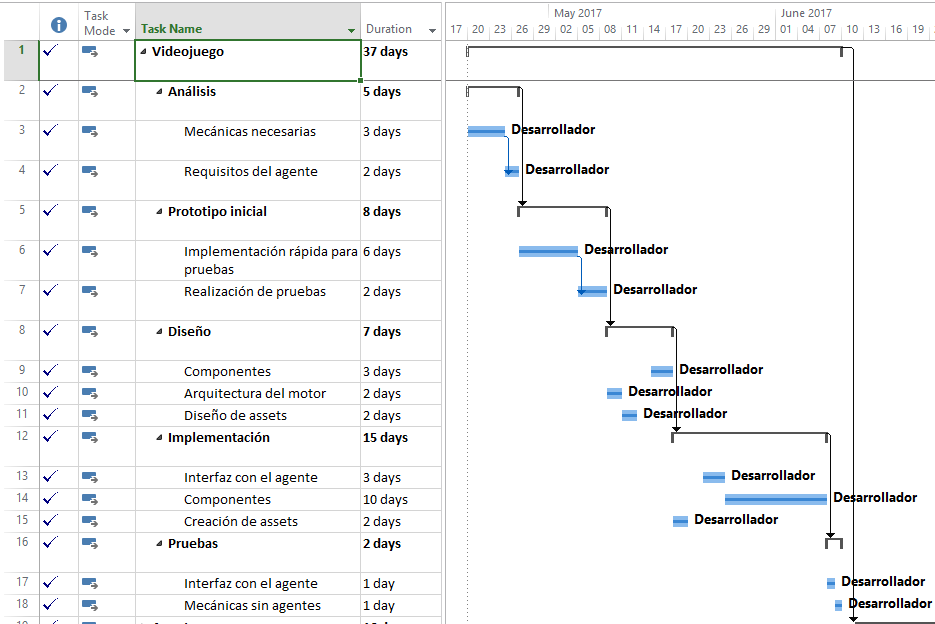 May 2017 June 2017
Task Mode Task Name Duration 17 20 23 26 29 02 05 08 11 14 17 20 23 26 29 01 04 07 10 13 16 19
1 Videojuego 37 days
2 Análisis 5 days
3 Mecánicas necesarias 3 days Desarrollador
4 Requisitos del agente 2 days Desarrollador
5 Prototipo inicial 8 days
6 Implementación rápida para 6 days Desarrollador
pruebas
7 Realización de pruebas 2 days Desarrollador
8 Diseño 7 days
9 Componentes 3 days Desarrollador
10 Arquitectura del motor 2 days Desarrollador
11 Diseño de assets 2 days Desarrollador
12 Implementación 15 days
13 Interfaz con el agente 3 days Desarrollador
14 Componentes 10 days Desarrollador
15 Creación de assets 2 days Desarrollador
16 Pruebas 2 days
17 Interfaz con el agente 1 day Desarrollador
18 Mecánicas sin agentes 1 day Desarrollador